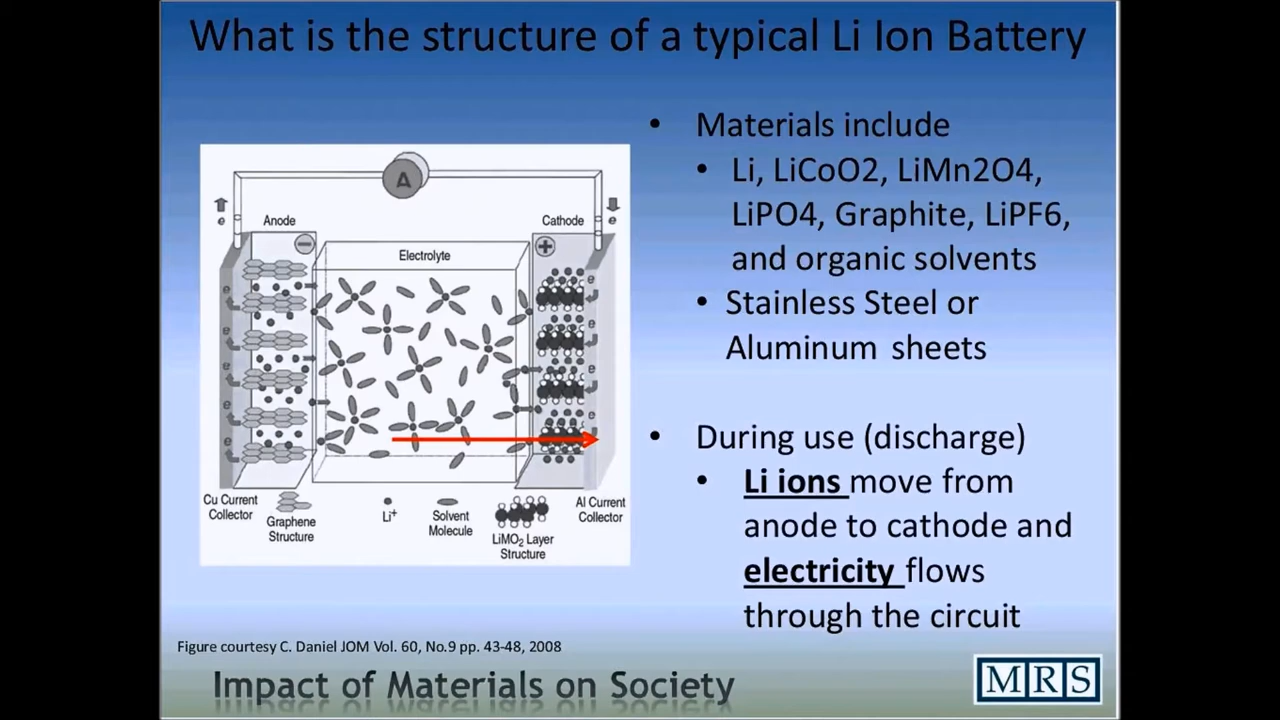 What is the structure of a typical Li Ion Battery
A
e
e
Anode
Cathode
Electrolyte
e
e
e
e
e
e
e
e
Cu Current
Collector
Graphene
Structure
Li+
Solvent
Molecule
LiMO2 Layer
Structure
Al Current
Collector
• Materials include
• Li, LiCoO2, LiMn2O4,
LiPO4, Graphite, LiPF6,
and organic solvents
• Stainless Steel or
Aluminum sheets
• During use (discharge)
• Li ions move from
anode to cathode and
electricity flows
through the circuit
Figure courtesy C. Daniel JOM Vol. 60, No.9 pp. 43-48, 2008
Impact of Materials on Society
MRS